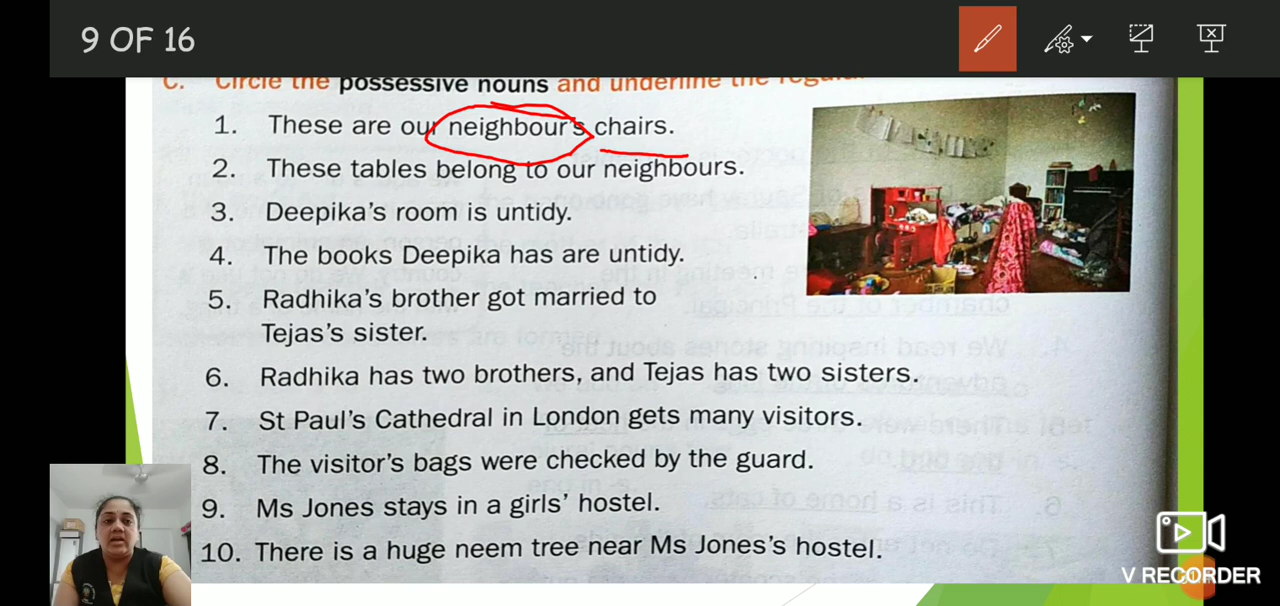 9 OF 16
C. Circle the possessive nouns and underline the
1. These are our neighbour's chairs.
2. These tables belong to our neighbours.
3. Deepika's room is untidy.
4. The books Deepika has are untidy.
5. Radhika's brother got married to
Tejas's sister.
6. Radhika has two brothers, and Tejas has two sisters.
7. St Paul's Cathedral in London gets many visitors.
8. The visitor's bags were checked by the guard.
9. Ms Jones stays in a girls' hostel.
10. There is a huge neem tree near Ms Jones's hostel.
V RECORDER